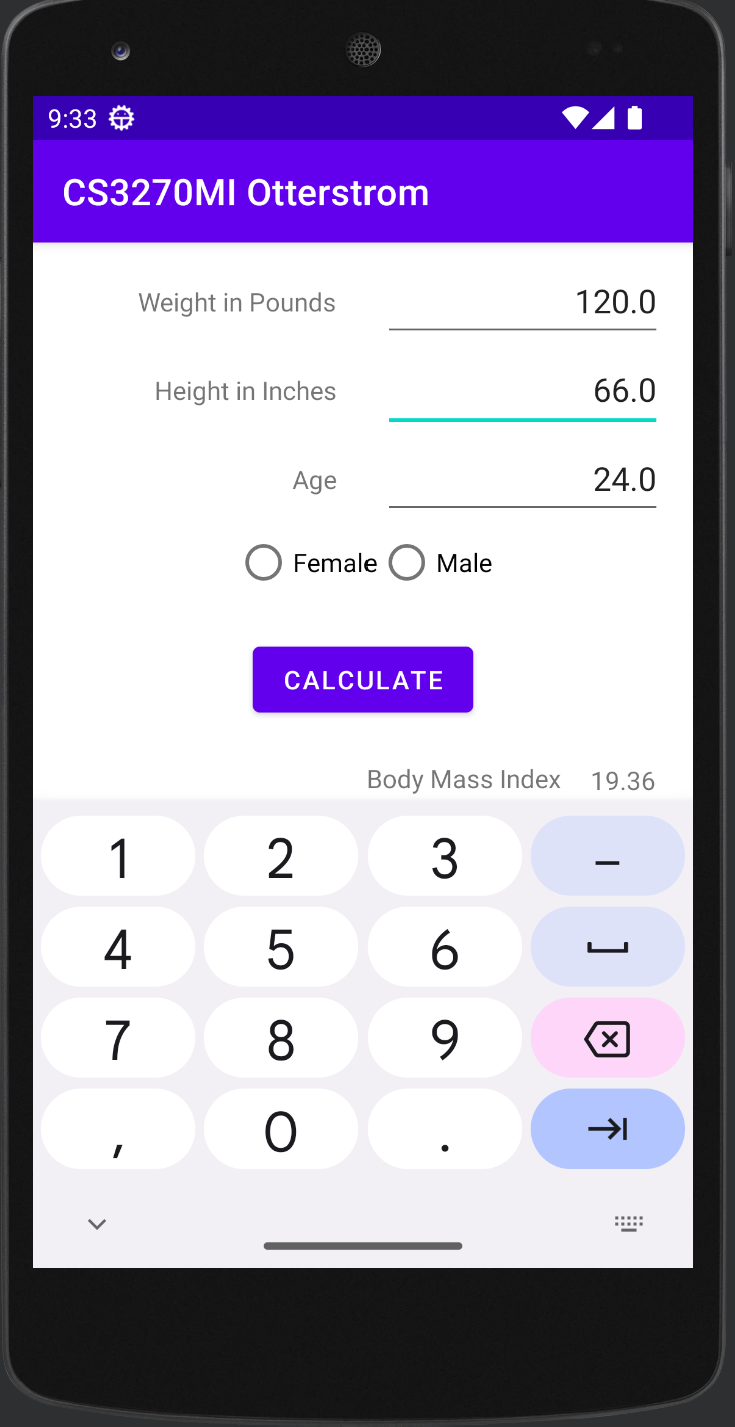 9:33
CS3270MI Otterstrom
Weight in Pounds 120.0
Height in Inches 66.0
Age 24.0
Female Male
CALCULATE
Body Mass Index 19.36
1 2 3 –
4 5 6
7 8 9
, 0 .